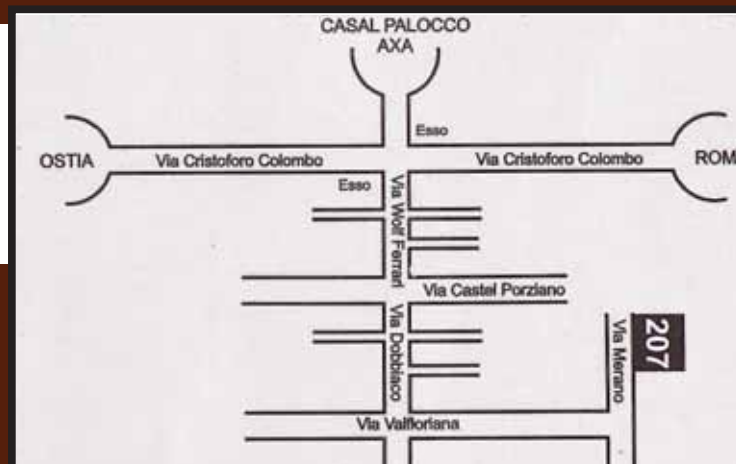 CASAL PALOCCO
AXA
Esso
OSTIA
Via Cristoforo Colombo
Via Cristoforo Colombo
ROM
Esso
Via Wolf Ferrari
Via Castel Porziano
Via Dobbiaco
207
Via Merano
Via Valfloriana